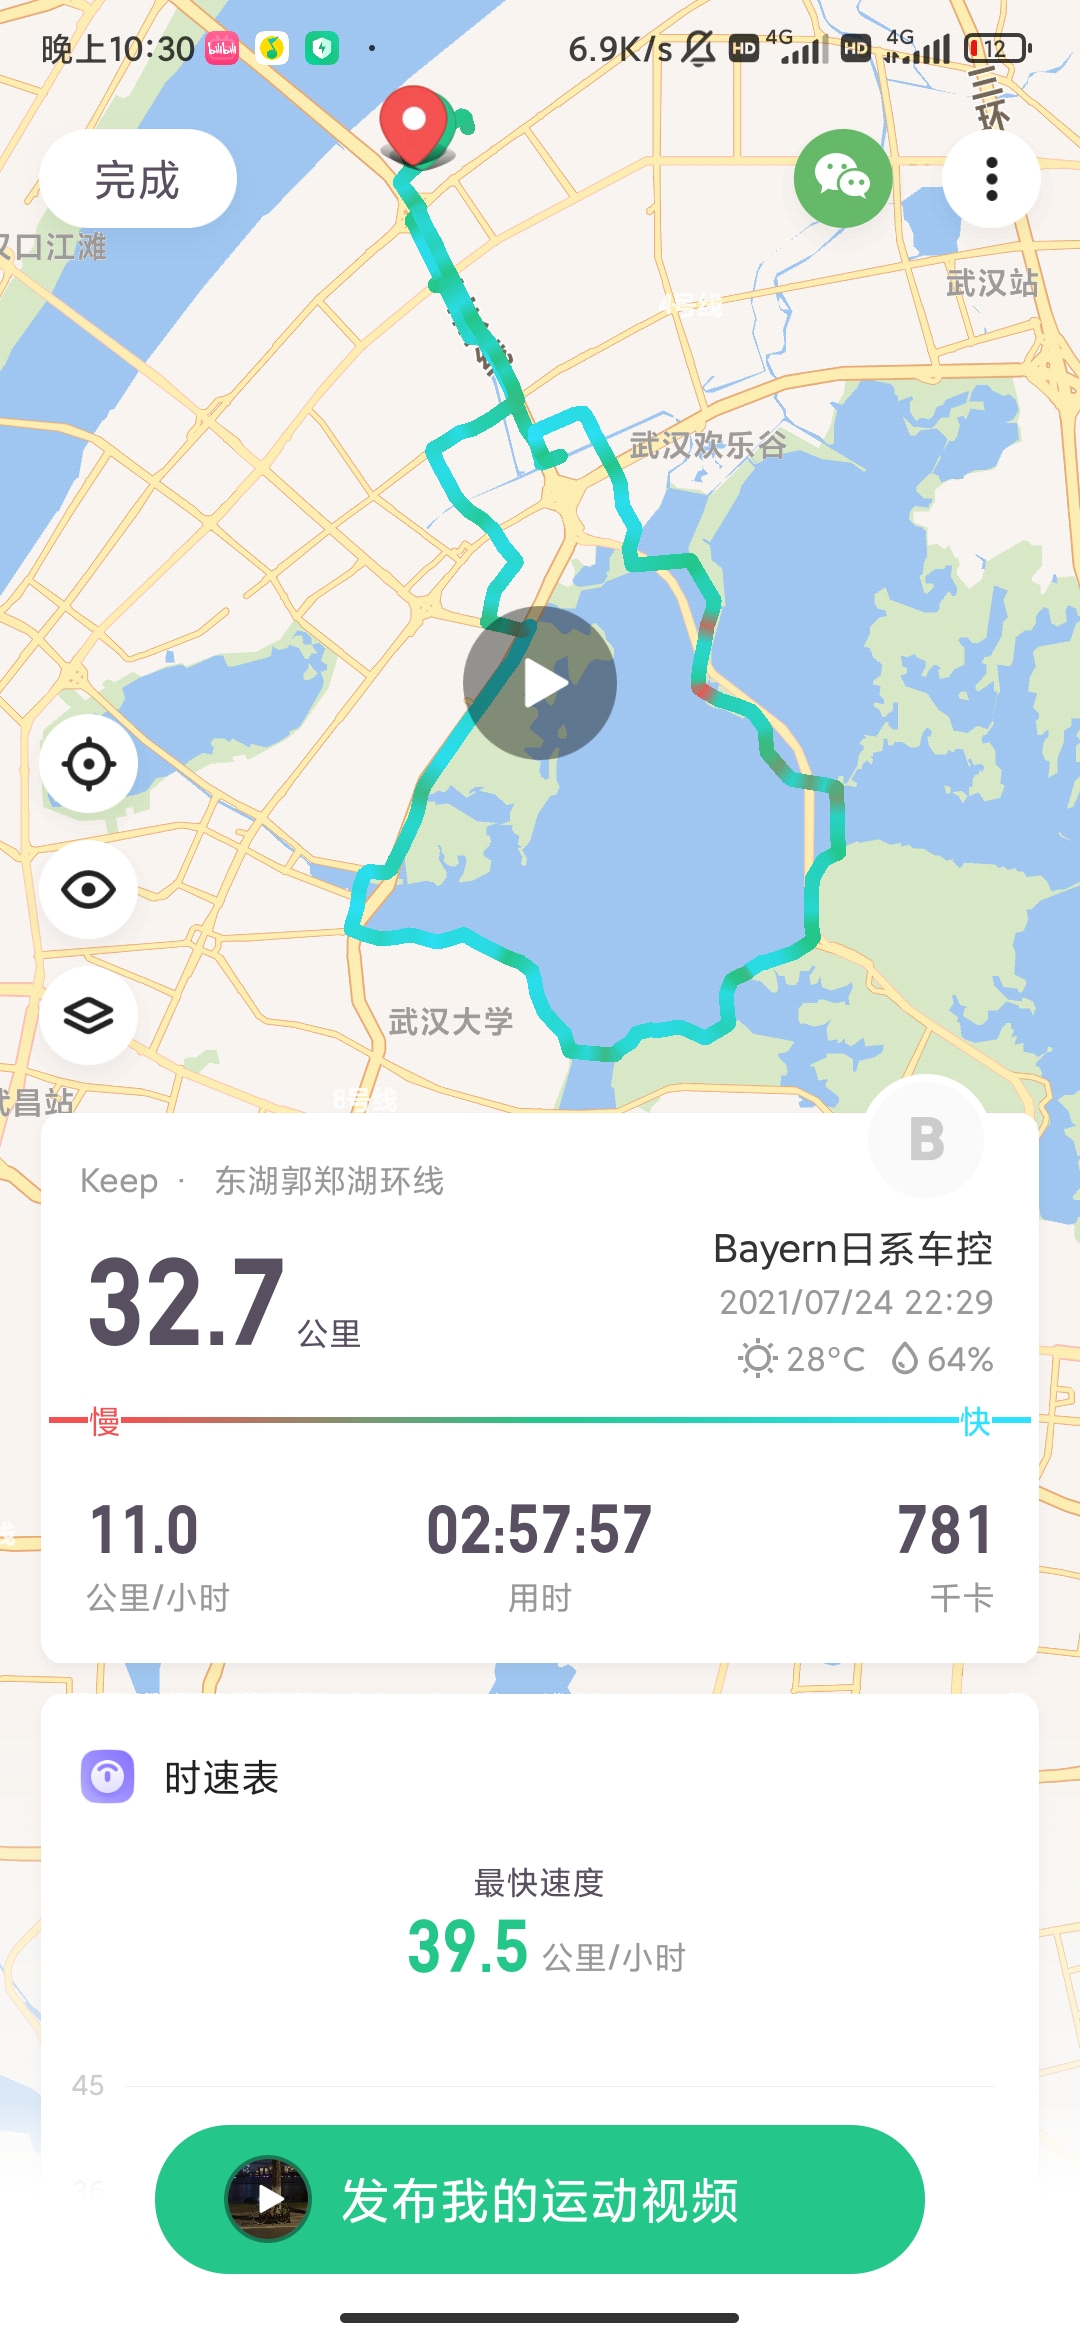 晚上10:30
6.9K/s HD 4G HD 4G 12
三环
完成
汉口江滩
武汉站
4号线
武汉欢乐谷
武汉大学
武昌站
8号线
B
Keep · 东湖郭郑湖环线
32.7 公里
Bayern日系车控
2021/07/24 22:29
28°C 64%
慢 快
11.0 02:57:57 781
公里/小时 用时 千卡
时速表
最快速度
39.5 公里/小时
45
36
发布我的运动视频